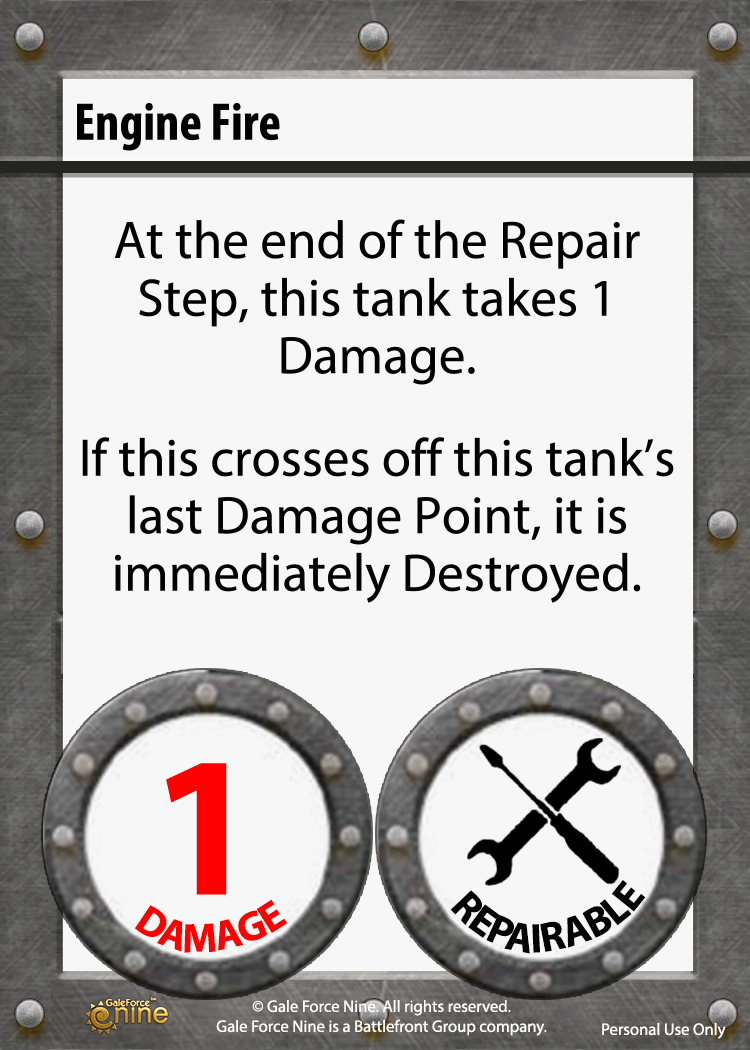 Engine Fire
At the end of the Repair
Step, this tank takes 1
Damage.
If this crosses off this tank’s
last Damage Point, it is
immediately Destroyed.
1
DAMAGE
REPAIRABLE
GaleForce™
nine
© Gale Force Nine. All rights reserved.
Gale Force Nine is a Battlefront Group company.
Personal Use Only